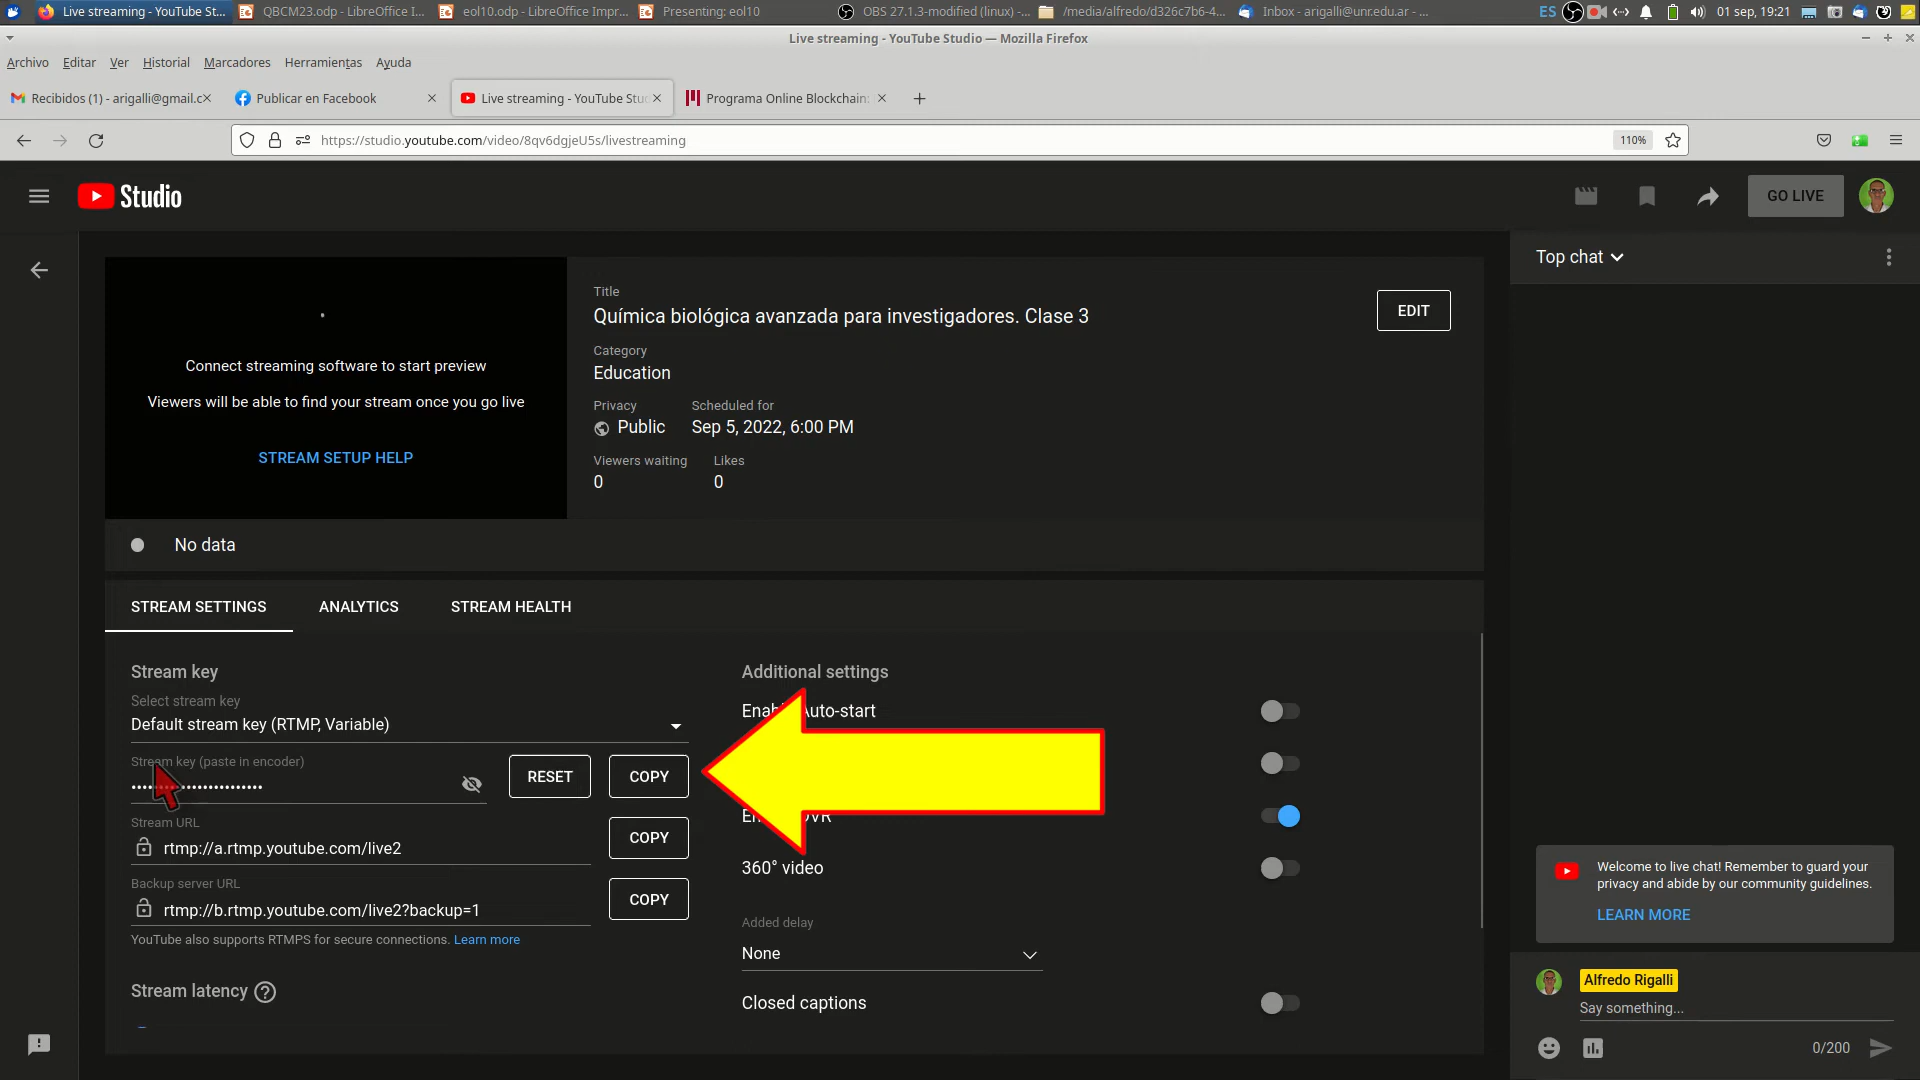 Live streaming - YouTube St...
QBCM23.odp - LibreOffice I...
eol10.odp - LibreOffice Impr...
Presenting: eol10
OBS 27.1.3-modified (linux) -...
/media/alfredo/d326c7b6-4...
Inbox - arigalli@unr.edu.ar - ...
ES
01 sep, 19:21
Live streaming - YouTube Studio — Mozilla Firefox
Archivo
Editar
Ver
Historial
Marcadores
Herramientas
Ayuda
Recibidos (1) - arigalli@gmail.c
Publicar en Facebook
Live streaming - YouTube Stud
Programa Online Blockchain:
https://studio.youtube.com/video/8qv6dgjeU5s/livestreaming
110%
Studio
GO LIVE
Connect streaming software to start preview
Viewers will be able to find your stream once you go live
STREAM SETUP HELP
Title
Química biológica avanzada para investigadores. Clase 3
EDIT
Category
Education
Privacy
Scheduled for
Public
Sep 5, 2022, 6:00 PM
Viewers waiting
Likes
0
0
No data
STREAM SETTINGS
ANALYTICS
STREAM HEALTH
Stream key
Select stream key
Default stream key (RTMP, Variable)
Stream key (paste in encoder)
RESET
COPY
Stream URL
rtmp://a.rtmp.youtube.com/live2
COPY
Backup server URL
rtmp://b.rtmp.youtube.com/live2?backup=1
COPY
YouTube also supports RTMPS for secure connections. Learn more
Stream latency
Additional settings
Auto-start
360° video
Added delay
None
Closed captions
Top chat
Welcome to live chat! Remember to guard your
privacy and abide by our community guidelines.
LEARN MORE
Alfredo Rigalli
Say something...
0/200